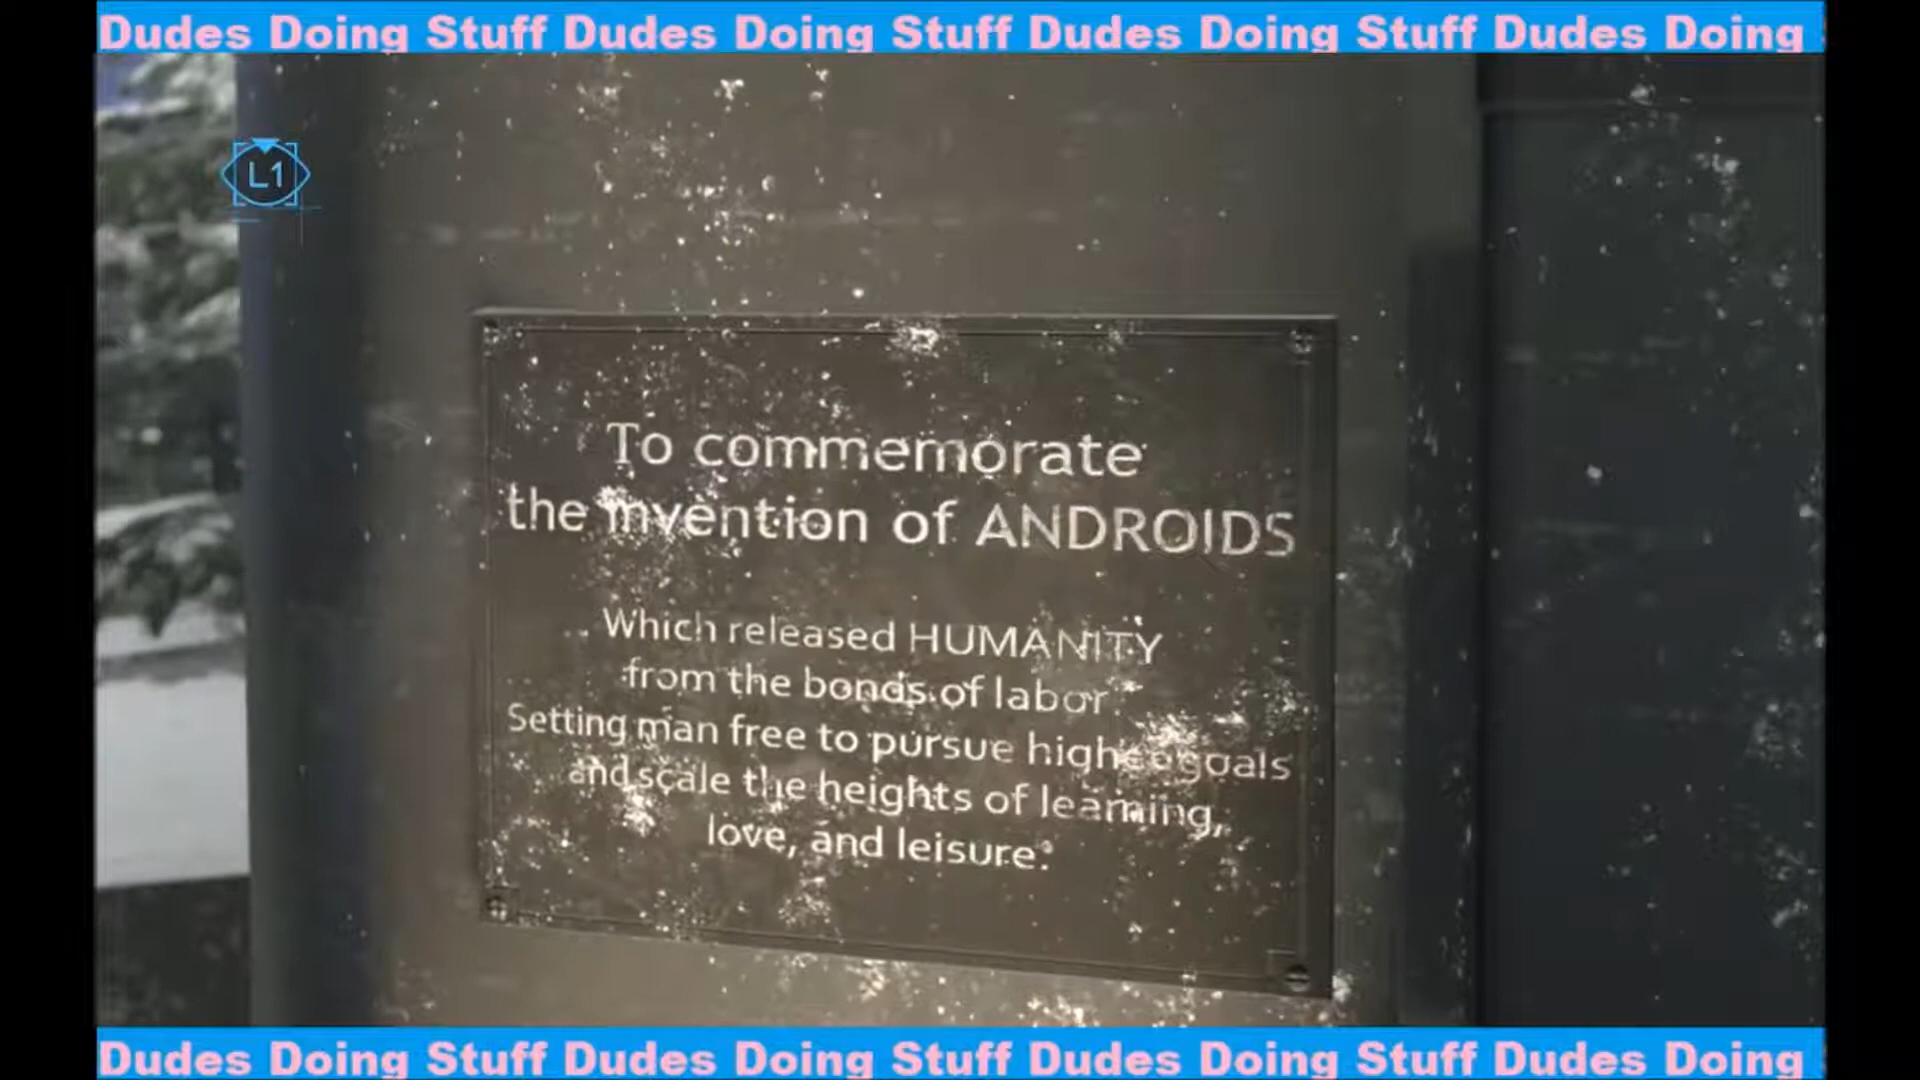 Dudes Doing Stuff Dudes Doing Stuff Dudes Doing Stuff Dudes Doing
L1
To commemorate
the invention of ANDROIDS
Which released HUMANITY
from the bonds of labor
Setting man free to pursue higher goals
and scale the heights of learning,
love, and leisure.
Dudes Doing Stuff Dudes Doing Stuff Dudes Doing Stuff Dudes Doing